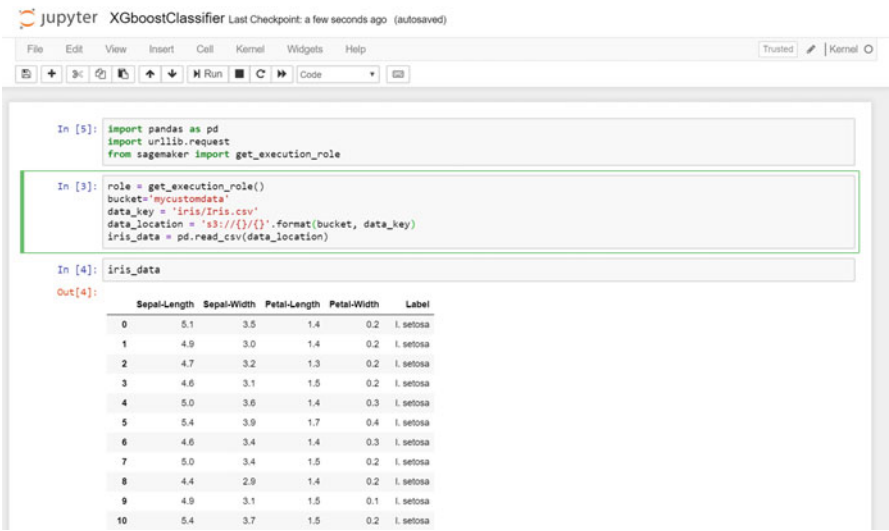 jupyter XGboostClassifier Last Checkpoint: a few seconds ago (autosaved)
File Edit View Insert Cell Kernel Widgets Help Trusted Kernel
Run Code
In [5]: import pandas as pd
import urllib.request
from sagemaker import get_execution_role
In [3]: role = get_execution_role()
bucket='mycustomdata'
data_key = 'iris/Iris.csv'
data_location = 's3://{}/{}'.format(bucket, data_key)
iris_data = pd.read_csv(data_location)
In [4]: iris_data
Out[4]:
Sepal-Length Sepal-Width Petal-Length Petal-Width Label
0 5.1 3.5 1.4 0.2 I. setosa
1 4.9 3.0 1.4 0.2 I. setosa
2 4.7 3.2 1.3 0.2 I. setosa
3 4.6 3.1 1.5 0.2 I. setosa
4 5.0 3.6 1.4 0.3 I. setosa
5 5.4 3.9 1.7 0.4 I. setosa
6 4.6 3.4 1.4 0.3 I. setosa
7 5.0 3.4 1.5 0.2 I. setosa
8 4.4 2.9 1.4 0.2 I. setosa
9 4.9 3.1 1.5 0.1 I. setosa
10 5.4 3.7 1.5 0.2 I. setosa